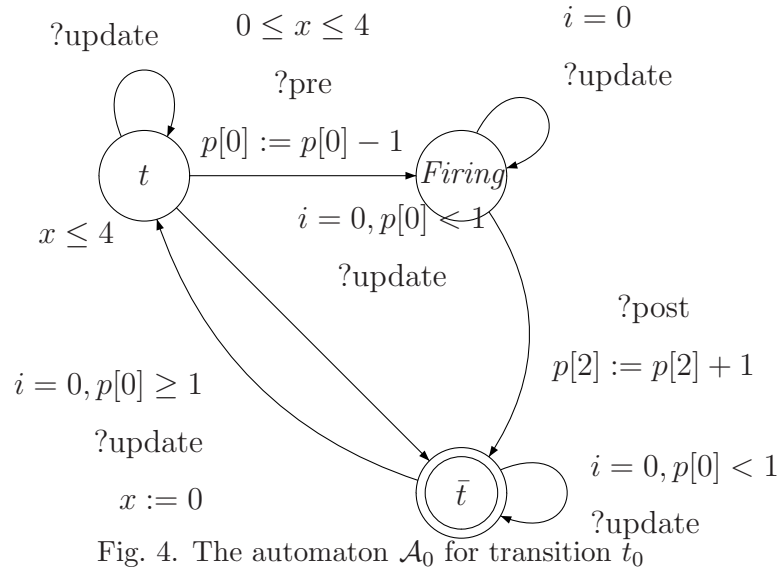 ?update
0 ≤ x ≤ 4
?pre
p[0] := p[0] − 1
i = 0
?update
t
Firing
x ≤ 4
i = 0, p[0] < 1
?update
?post
p[2] := p[2] + 1
i = 0, p[0] ≥ 1
?update
x := 0
t̄
i = 0, p[0] < 1
?update
Fig. 4. The automaton 𝒜₀ for transition t₀